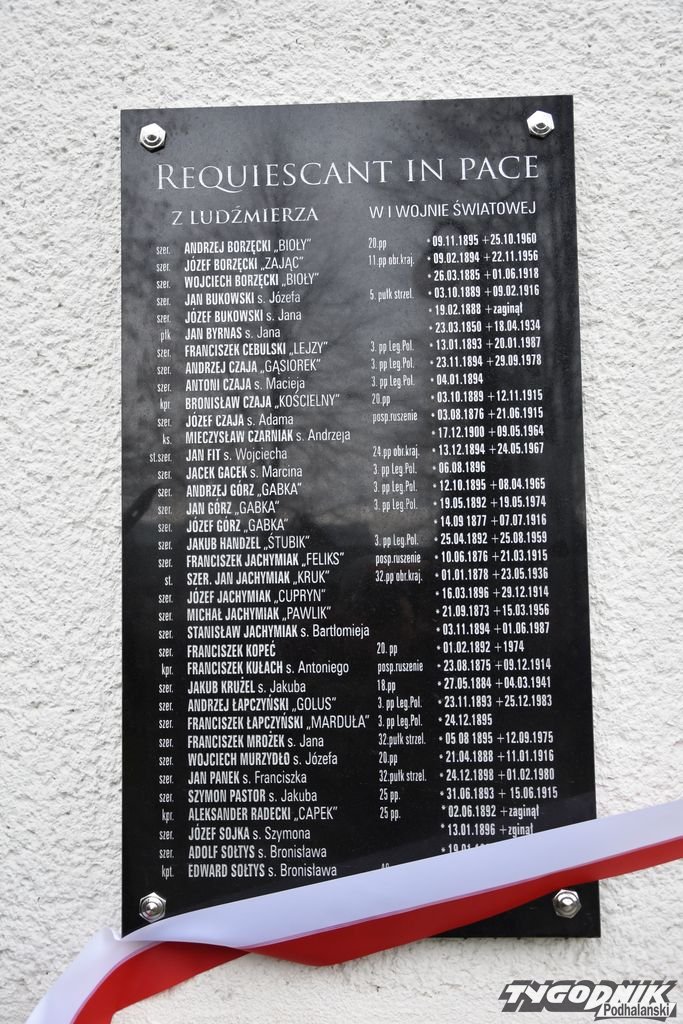 REQUIESCANT IN PACE
Z LUDŹMIERZA W I WOJNIE ŚWIATOWEJ
szer. ANDRZEJ BORZĘCKI „BIOŁY" 20.pp * 09.11.1895 + 25.10.1960
szer. JÓZEF BORZĘCKI „ZAJĄC" 11.pp obr.kraj. * 09.02.1894 + 22.11.1956
szer. WOJCIECH BORZĘCKI „BIOŁY" * 26.03.1885 + 01.06.1918
szer. JAN BUKOWSKI s. Józefa 5. pułk strzel. * 03.10.1889 + 09.02.1916
szer. JÓZEF BUKOWSKI s. Jana * 19.02.1888 + zaginął
plk JAN BYRNAS s. Jana * 23.03.1850 + 18.04.1934
szer. FRANCISZEK CEBULSKI „LEJZY" 3. pp Leg.Pol. * 13.01.1893 + 20.01.1987
szer. ANDRZEJ CZAJA „GĄSIOREK" 3. pp Leg.Pol. * 23.11.1894 + 29.09.1978
szer. ANTONI CZAJA s. Macieja 3. pp Leg.Pol. * 04.01.1894
kpr. BRONISŁAW CZAJA „KOŚCIELNY" 20.pp * 03.10.1889 + 12.11.1915
szer. JÓZEF CZAJA s. Adama posp.ruszenie * 03.08.1876 + 21.06.1915
ks. MIECZYSŁAW CZARNIAK s. Andrzeja * 17.12.1900 + 09.05.1964
st.szer. JAN FIT s. Wojciecha 24.pp obr.kraj. * 13.12.1894 + 24.05.1967
szer. JACEK GACEK s. Marcina 3. pp Leg.Pol. * 06.08.1896
szer. ANDRZEJ GÓRZ „GABKA" 3. pp Leg.Pol. * 12.10.1895 + 08.04.1965
szer. JAN GÓRZ „GABKA" 3. pp Leg.Pol. * 19.05.1892 + 19.05.1974
szer. JÓZEF GÓRZ „GABKA" * 14.09 1877 + 07.07.1916
szer. JAKUB HANDZEL „STUBIK" 3. pp Leg.Pol. * 25.04.1892 + 25.08.1959
szer. FRANCISZEK JACHYMIAK „FELIKS" posp.ruszenie * 10.06.1876 + 21.03.1915
st. SZER. JAN JACHYMIAK „KRUK" 32.pp obr.kraj. * 01.01.1878 + 23.05.1936
szer. JÓZEF JACHYMIAK „CUPRYN" * 16.03.1896 + 29.12.1914
szer. MICHAŁ JACHYMIAK „PAWLIK" * 21.09.1873 + 15.03.1956
szer. STANISŁAW JACHYMIAK s. Bartłomieja * 03.11.1894 + 01.06.1987
szer. FRANCISZEK KOPEĆ 20. pp * 01.02.1892 + 1974
kpr. FRANCISZEK KUŁACH s. Antoniego posp.ruszenie * 23.08.1875 + 09.12.1914
szer. JAKUB KRUŻEL s. Jakuba 18.pp * 27.05.1884 + 04.03.1941
szer. ANDRZEJ ŁAPCZYŃSKI „GOLUS" 3. pp Leg.Pol. * 23.11.1893 + 25.12.1983
szer. FRANCISZEK ŁAPCZYŃSKI „MARDUŁA" 3. pp Leg.Pol. * 24.12.1895
szer. FRANCISZEK MROŻEK s. Jana 32.pułk strzel. * 05 08 1895 + 12.09.1975
szer. WOJCIECH MURZYDŁO s. Józefa 20.pp * 21.04.1888 + 11.01.1916
szer. JAN PANEK s. Franciszka 32.pułk strzel. * 24.12.1898 + 01.02.1980
szer. SZYMON PASTOR s. Jakuba 25 pp. * 31.06.1893 + 15.06.1915
kpr. ALEKSANDER RADECKI „CAPEK" 25 pp. * 02.06.1892 + zaginął
szer. JÓZEF SOJKA s. Szymona * 13.01.1896 + zginął
szer. ADOLF SOŁTYS s. Bronisława * 19.01
kpt. EDWARD SOŁTYS s. Bronisława
TYGODNIK
Podhalański